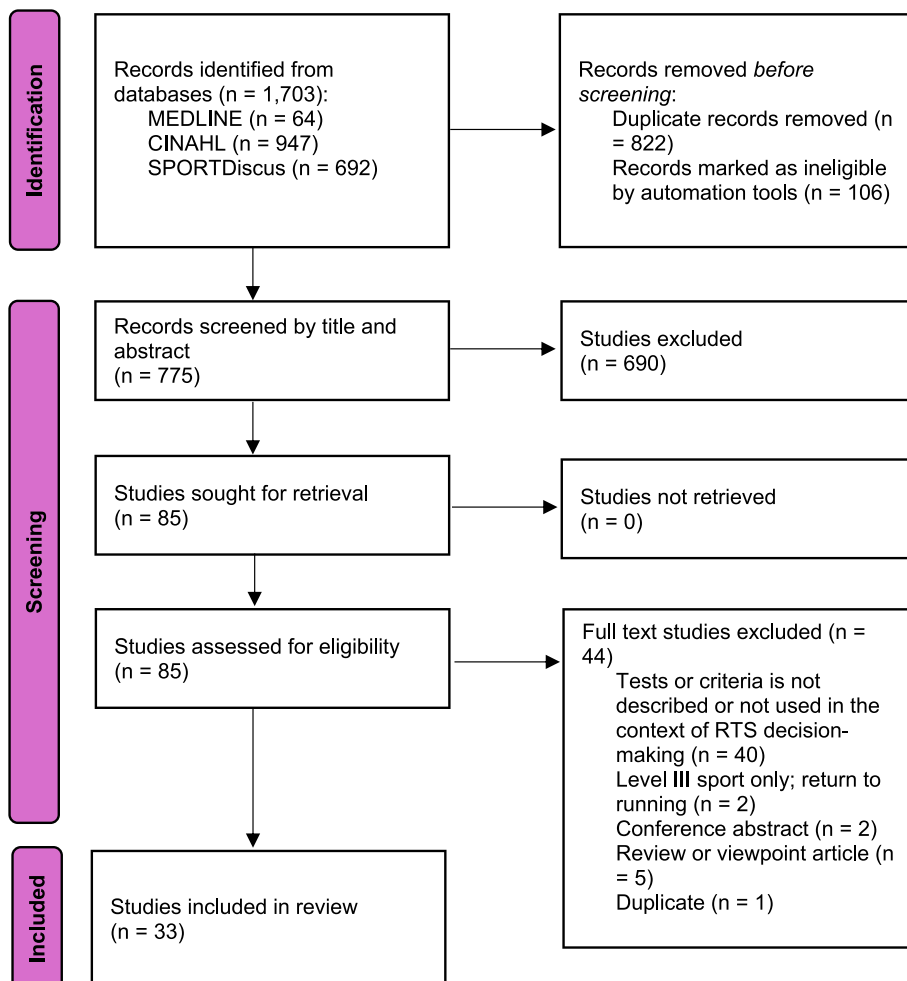 Identification
Records identified from
databases (n = 1,703):
MEDLINE (n = 64)
CINAHL (n = 947)
SPORTDiscus (n = 692)
Records removed before
screening:
Duplicate records removed (n
= 822)
Records marked as ineligible
by automation tools (n = 106)
Screening
Records screened by title and
abstract
(n = 775)
Studies excluded
(n = 690)
Studies sought for retrieval
(n = 85)
Studies not retrieved
(n = 0)
Studies assessed for eligibility
(n = 85)
Full text studies excluded (n =
44)
Tests or criteria is not
described or not used in the
context of RTS decision-
making (n = 40)
Level III sport only; return to
running (n = 2)
Conference abstract (n = 2)
Review or viewpoint article (n
= 5)
Duplicate (n = 1)
Included
Studies included in review
(n = 33)